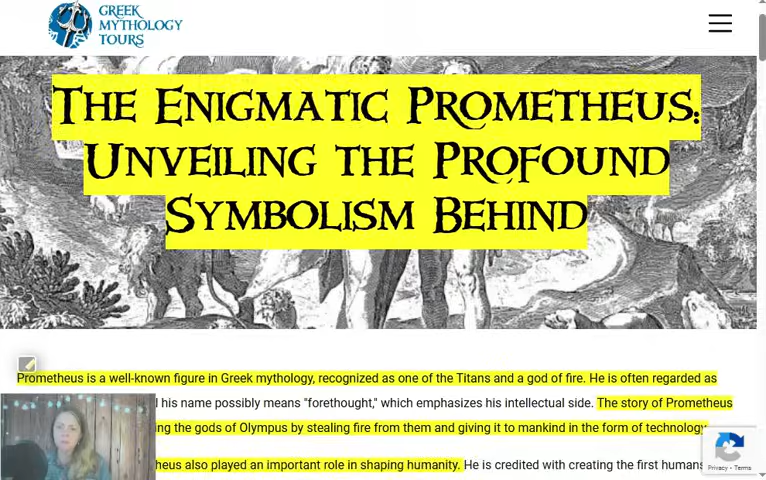 GREEK
MYTHOLOGY
TOURS
THE ENIGMATIC PROMETHEUS:
UNVEILING THE PROFOUND
SYMBOLISM BEHIND
Prometheus is a well-known figure in Greek mythology, recognized as one of the Titans and a god of fire. He is often regarded as
his name possibly means "forethought," which emphasizes his intellectual side. The story of Prometheus
the gods of Olympus by stealing fire from them and giving it to mankind in the form of technology
also played an important role in shaping humanity. He is credited with creating the first
Privacy - Terms